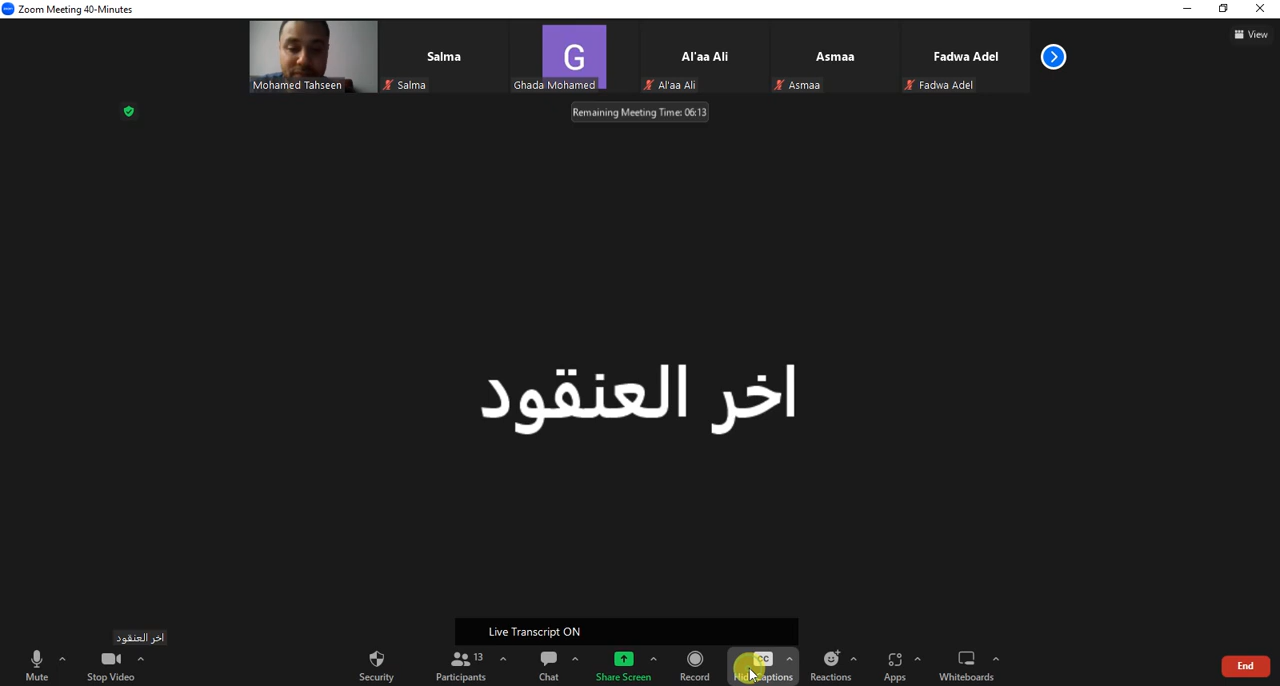 Zoom Meeting 40-Minutes
View
Salma
Al'aa Ali
Asmaa
Fadwa Adel
G
Mohamed Tahseen
Salma
Ghada Mohamed
Al'aa Ali
Asmaa
Fadwa Adel
Remaining Meeting Time: 06:13
اخر العنقود
Live Transcript ON
اخر العنقود
13
CC
Mute
Stop Video
Security
Participants
Chat
Share Screen
Record
Hide Captions
Reactions
Apps
Whiteboards
End